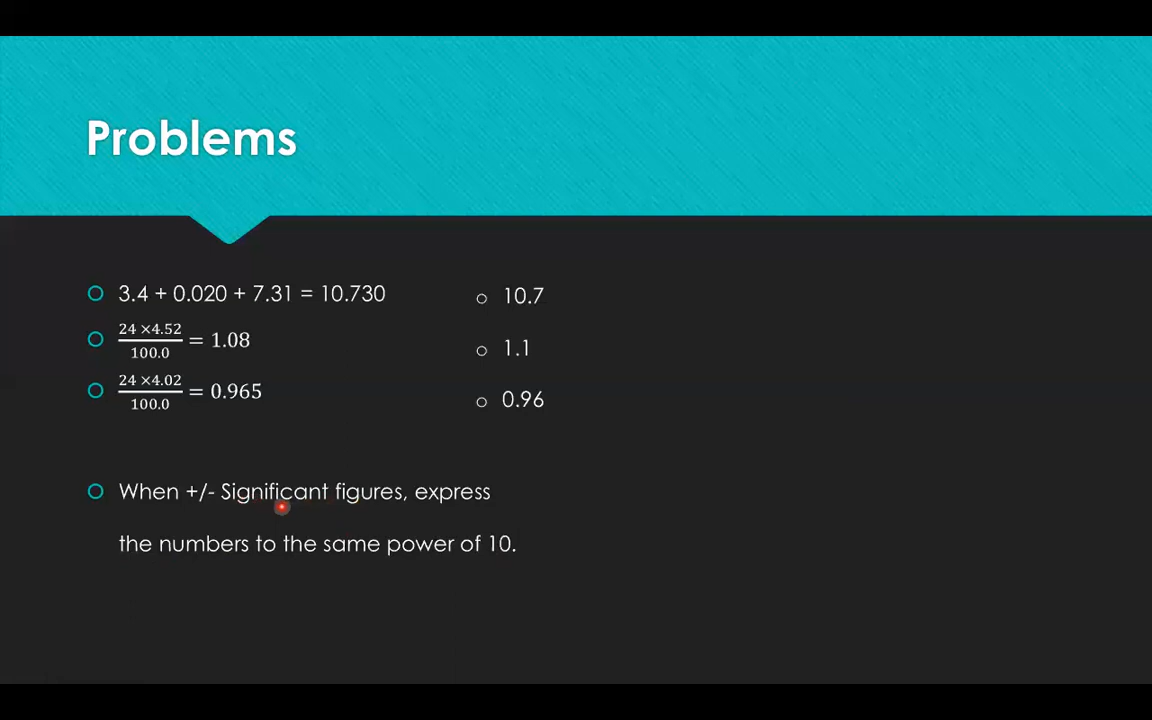 Problems
3.4 + 0.020 + 7.31 = 10.730
10.7
24 ×4.52
100.0
= 1.08
1.1
24 ×4.02
100.0
= 0.965
0.96
When +/- Significant figures, express
the numbers to the same power of 10.